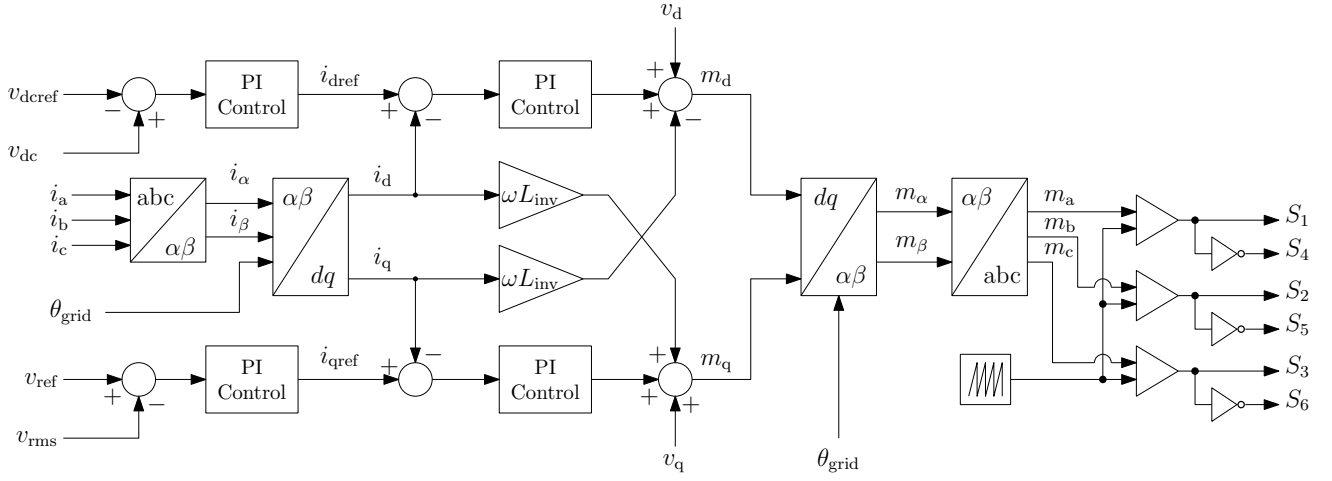 v_d
v_dcref
−
+
PI
Control
i_dref
+
−
PI
Control
+
+
−
m_d
v_dc
i_a
i_b
i_c
abc
αβ
i_α
i_β
αβ
dq
i_d
i_q
ωL_inv
ωL_inv
θ_grid
dq
αβ
m_α
m_β
αβ
abc
m_a
m_b
m_c
S_1
S_4
S_2
S_5
S_3
S_6
v_ref
+
−
PI
Control
i_qref
+
−
PI
Control
+
+
+
m_q
v_rms
v_q
θ_grid